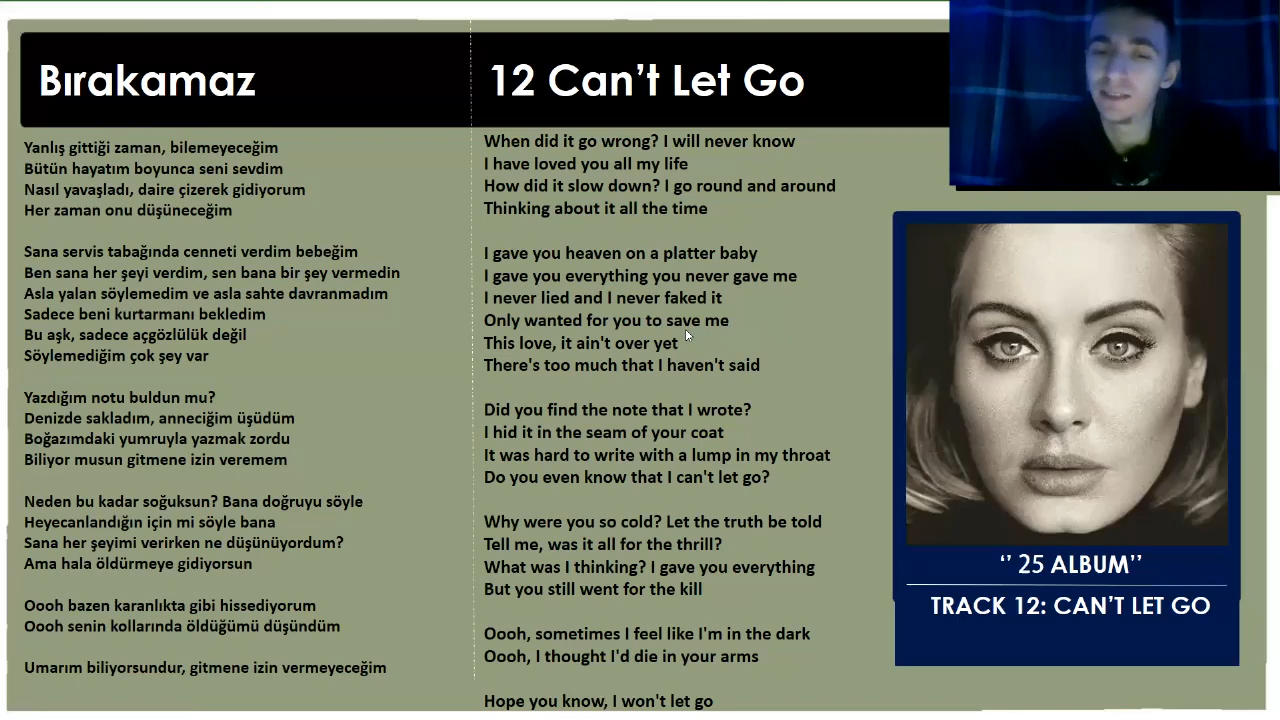 Bırakamaz
Yanlış gittiği zaman, bilemeyeceğim
Bütün hayatım boyunca seni sevdim
Nasıl yavaşladı, daire çizerek gidiyorum
Her zaman onu düşüneceğim
Sana servis tabağında cenneti verdim bebeğim
Ben sana her şeyi verdim, sen bana bir şey vermedin
Asla yalan söylemedim ve asla sahte davranmadım
Sadece beni kurtarmanı bekledim
Bu aşk, sadece açgözlülük değil
Söylemediğim çok şey var
Yazdığım notu buldun mu?
Denizde sakladım, anneciğim üşüdüm
Boğazımdaki yumruyla yazmak zordu
Biliyor musun gitmene izin veremem
Neden bu kadar soğuksun? Bana doğruyu söyle
Heyecanlandığın için mi söyle bana
Sana her şeyimi verirken ne düşünüyordum?
Ama hala öldürmeye gidiyorsun
Oooh bazen karanlıkta gibi hissediyorum
Oooh senin kollarında öldüğümü düşündüm
Umarım biliyorsundur, gitmene izin vermeyeceğim
12 Can't Let Go
When did it go wrong? I will never know
I have loved you all my life
How did it slow down? I go round and around
Thinking about it all the time
I gave you heaven on a platter baby
I gave you everything you never gave me
I never lied and I never faked it
Only wanted for you to save me
This love, it ain't over yet
There's too much that I haven't said
Did you find the note that I wrote?
I hid it in the seam of your coat
It was hard to write with a lump in my throat
Do you even know that I can't let go?
Why were you so cold? Let the truth be told
Tell me, was it all for the thrill?
What was I thinking? I gave you everything
But you still went for the kill
Oooh, sometimes I feel like I'm in the dark
Oooh, I thought I'd die in your arms
Hope you know, I won't let go
‘’ 25 ALBUM’’
TRACK 12: CAN’T LET GO